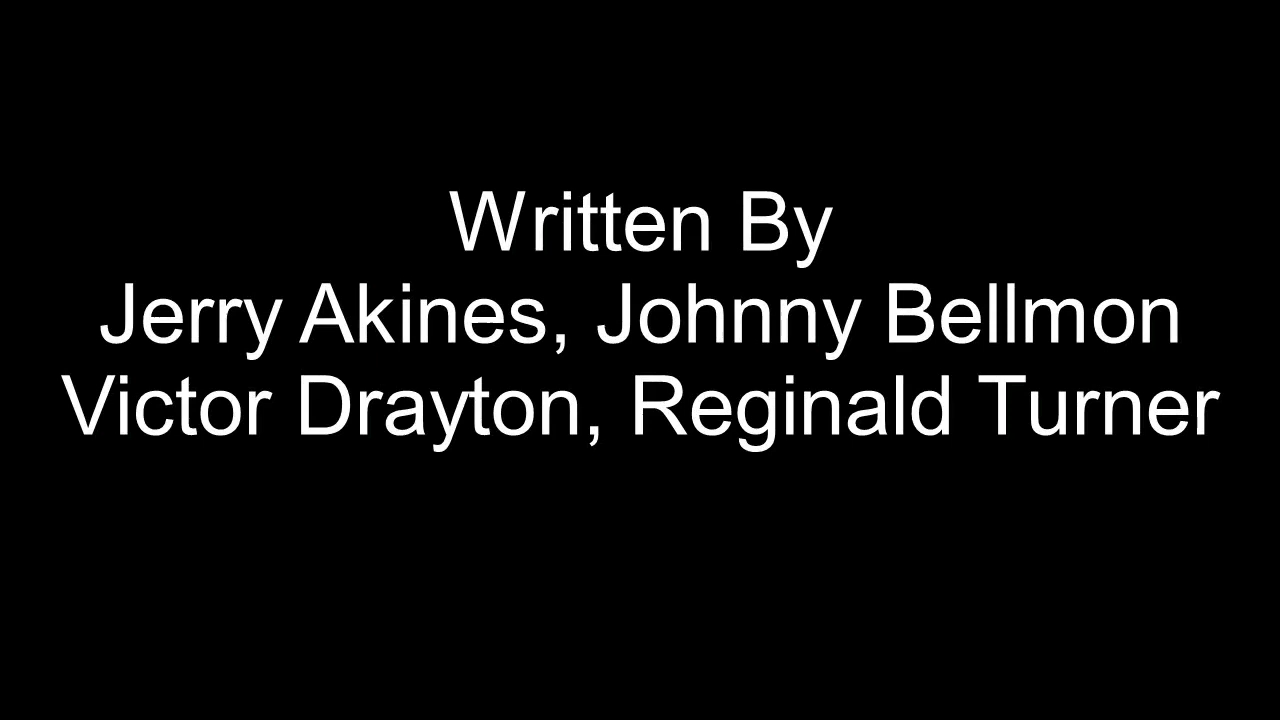 Written By
Jerry Akines, Johnny Bellmon
Victor Drayton, Reginald Turner